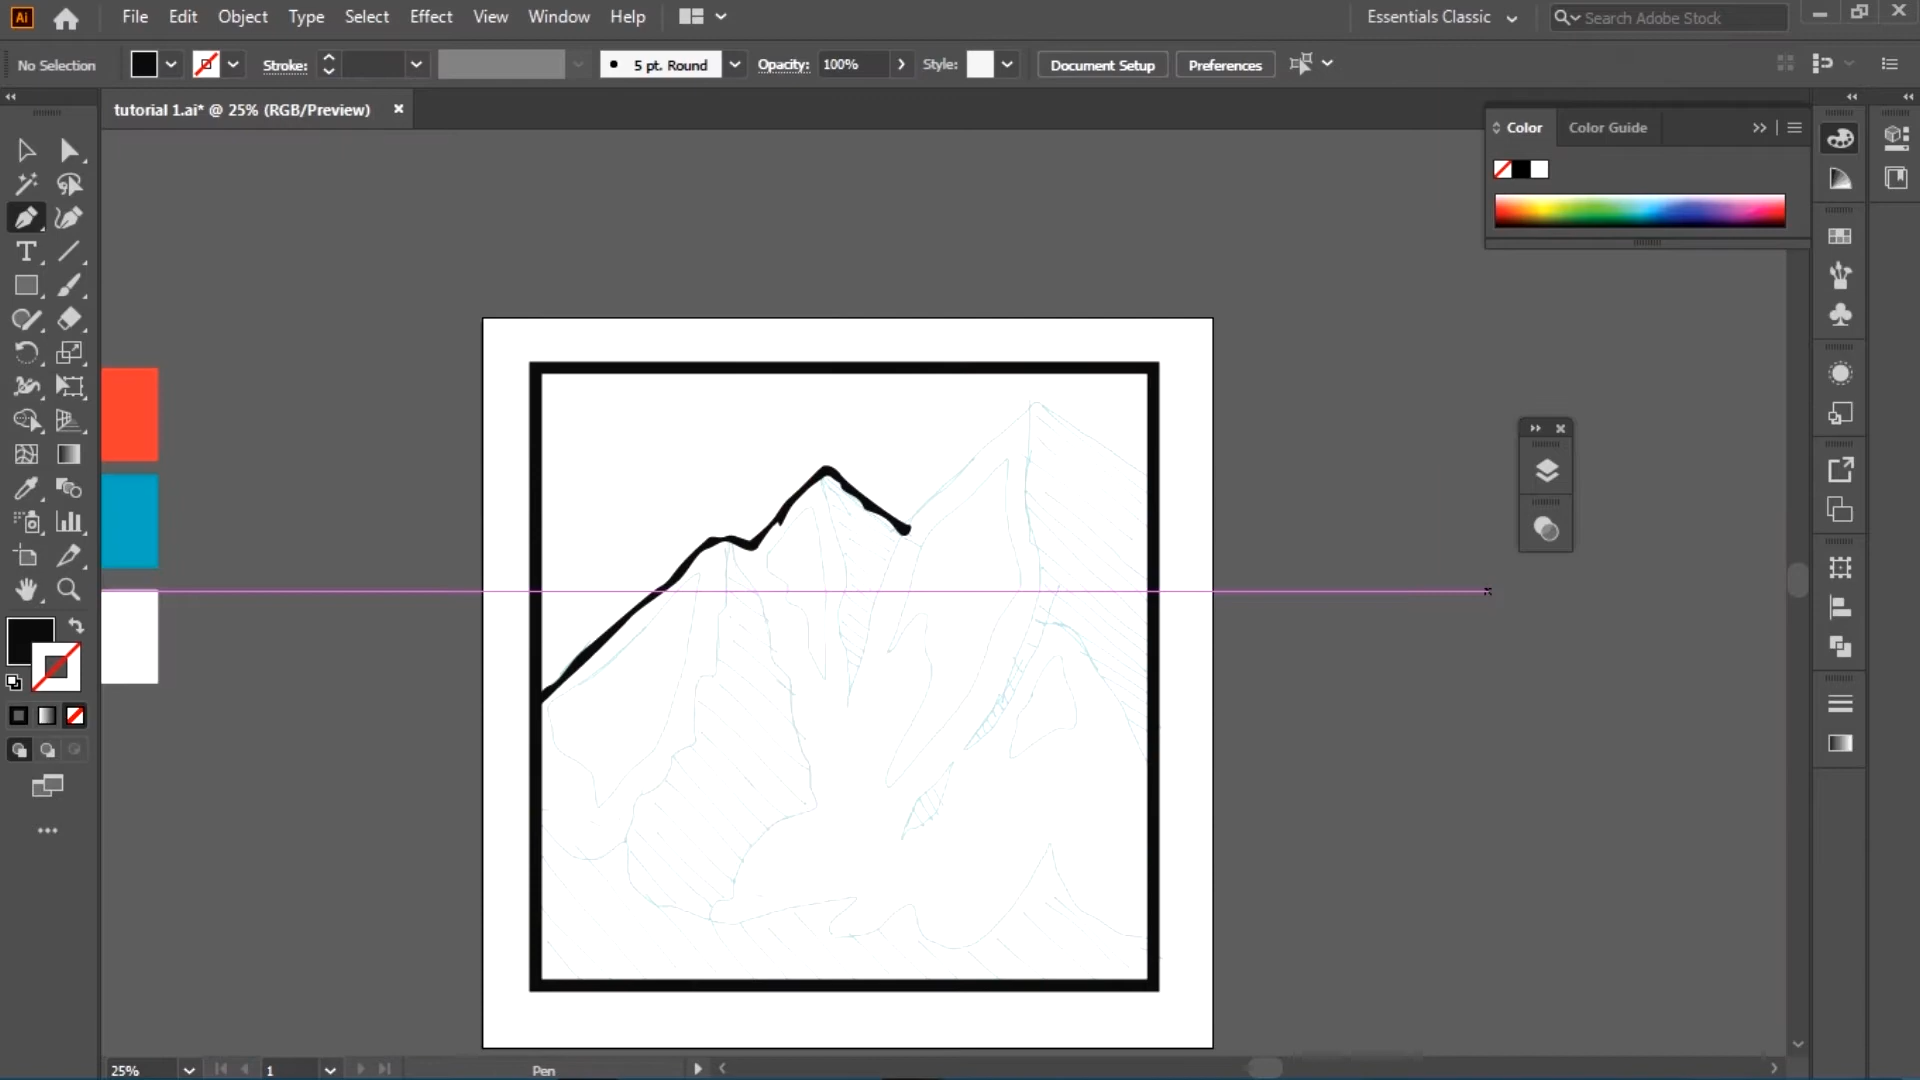 Ai File Edit Object Type Select Effect View Window Help Essentials Classic Search Adobe Stock
No Selection Stroke: 5 pt. Round Opacity: 100% Style: Document Setup Preferences
tutorial 1.ai* @ 25% (RGB/Preview)
Color Color Guide
T
25% 1 Pen